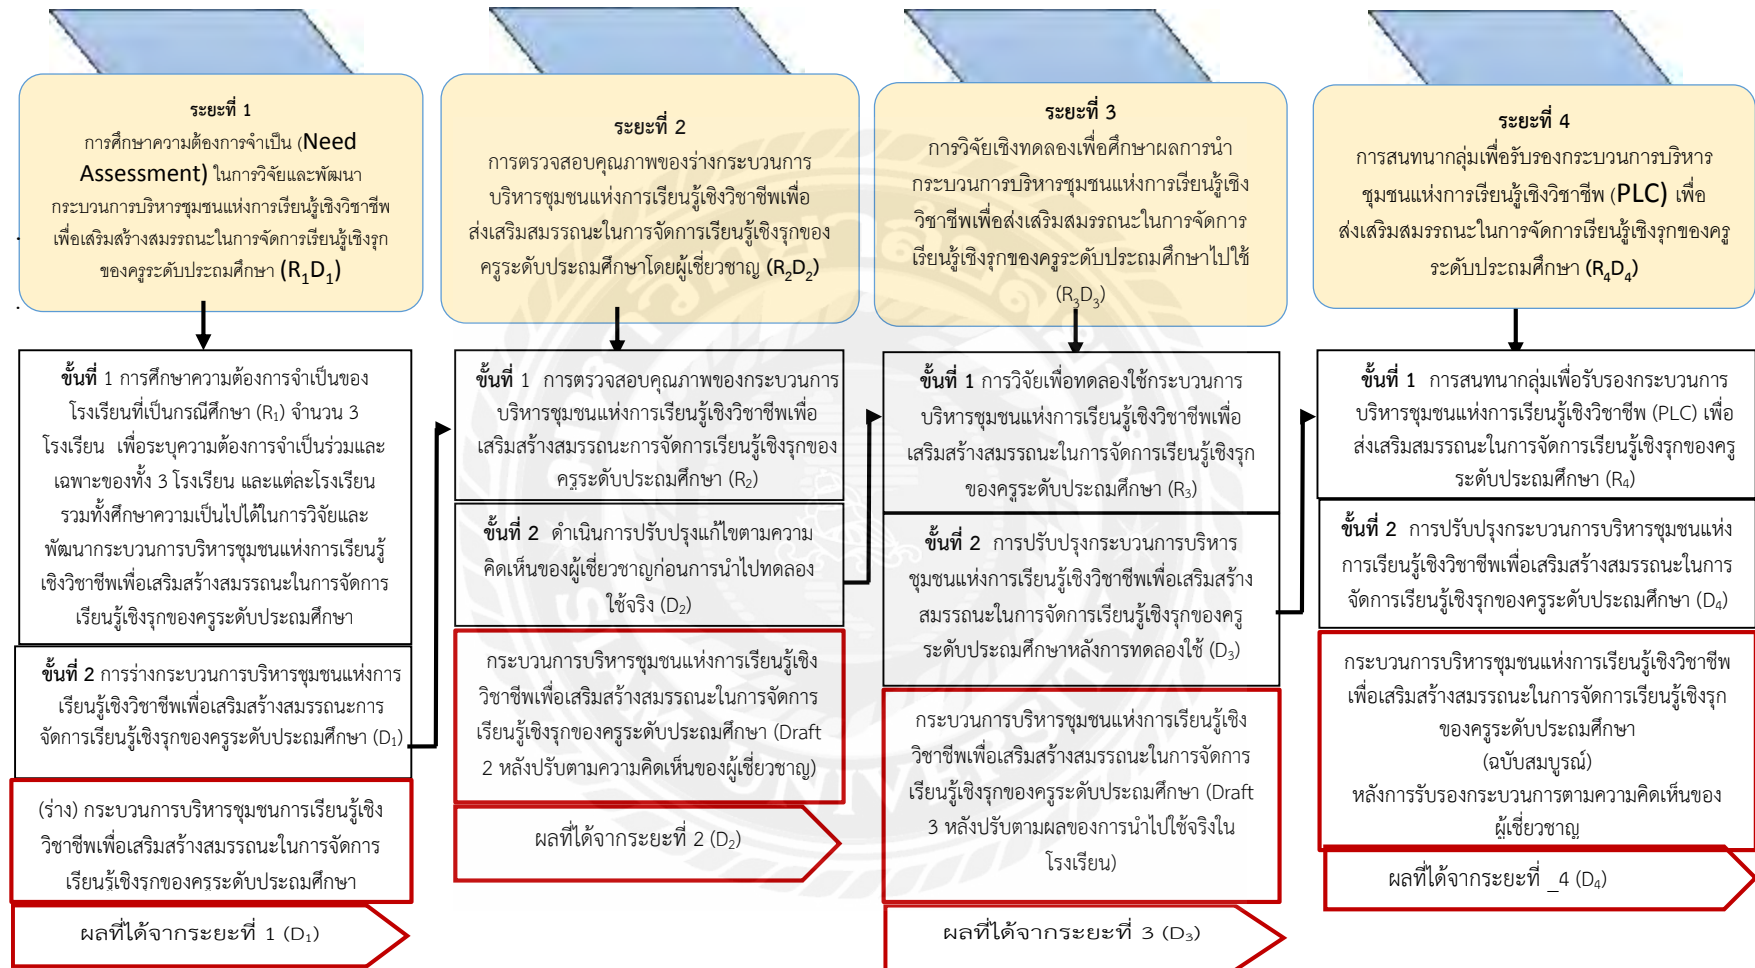 ระยะที่ 1
การศึกษาความต้องการจำเป็น (Need
Assessment) ในการวิจัยและพัฒนา
กระบวนการบริหารชุมชนแห่งการเรียนรู้เชิงวิชาชีพ
เพื่อเสริมสร้างสมรรถนะในการจัดการเรียนรู้เชิงรุก
ของครูระดับประถมศึกษา (R₁D₁)
ขั้นที่ 1 การศึกษาความต้องการจำเป็นของ
โรงเรียนที่เป็นกรณีศึกษา (R₁) จำนวน 3
โรงเรียน เพื่อระบุความต้องการจำเป็นร่วมและ
เฉพาะของทั้ง 3 โรงเรียน และแต่ละโรงเรียน
รวมทั้งศึกษาความเป็นไปได้ในการวิจัยและ
พัฒนากระบวนการบริหารชุมชนแห่งการเรียนรู้
เชิงวิชาชีพเพื่อเสริมสร้างสมรรถนะในการจัดการ
เรียนรู้เชิงรุกของครูระดับประถมศึกษา
ขั้นที่ 2 การร่างกระบวนการบริหารชุมชนแห่งการ
เรียนรู้เชิงวิชาชีพเพื่อเสริมสร้างสมรรถนะการ
จัดการเรียนรู้เชิงรุกของครูระดับประถมศึกษา (D₁)
(ร่าง) กระบวนการบริหารชุมชนการเรียนรู้เชิง
วิชาชีพเพื่อเสริมสร้างสมรรถนะในการจัดการ
เรียนรู้เชิงรุกของครูระดับประถมศึกษา
ผลที่ได้จากระยะที่ 1 (D₁)
ระยะที่ 2
การตรวจสอบคุณภาพของร่างกระบวนการ
บริหารชุมชนแห่งการเรียนรู้เชิงวิชาชีพเพื่อ
ส่งเสริมสมรรถนะในการจัดการเรียนรู้เชิงรุกของ
ครูระดับประถมศึกษาโดยผู้เชี่ยวชาญ (R₂D₂)
ขั้นที่ 1 การตรวจสอบคุณภาพของกระบวนการ
บริหารชุมชนแห่งการเรียนรู้เชิงวิชาชีพเพื่อ
เสริมสร้างสมรรถนะการจัดการเรียนรู้เชิงรุกของ
ครูระดับประถมศึกษา (R₂)
ขั้นที่ 2 ดำเนินการปรับปรุงแก้ไขตามความ
คิดเห็นของผู้เชี่ยวชาญก่อนการนำไปทดลอง
ใช้จริง (D₂)
กระบวนการบริหารชุมชนแห่งการเรียนรู้เชิง
วิชาชีพเพื่อเสริมสร้างสมรรถนะในการจัดการ
เรียนรู้เชิงรุกของครูระดับประถมศึกษา (Draft
2 หลังปรับตามความคิดเห็นของผู้เชี่ยวชาญ)
ผลที่ได้จากระยะที่ 2 (D₂)
ระยะที่ 3
การวิจัยเชิงทดลองเพื่อศึกษาผลการนำ
กระบวนการบริหารชุมชนแห่งการเรียนรู้เชิง
วิชาชีพเพื่อส่งเสริมสมรรถนะในการจัดการ
เรียนรู้เชิงรุกของครูระดับประถมศึกษาไปใช้
(R₃D₃)
ขั้นที่ 1 การวิจัยเพื่อทดลองใช้กระบวนการ
บริหารชุมชนแห่งการเรียนรู้เชิงวิชาชีพเพื่อ
เสริมสร้างสมรรถนะในการจัดการเรียนรู้เชิงรุก
ของครูระดับประถมศึกษา (R₃)
ขั้นที่ 2 การปรับปรุงกระบวนการบริหาร
ชุมชนแห่งการเรียนรู้เชิงวิชาชีพเพื่อเสริมสร้าง
สมรรถนะในการจัดการเรียนรู้เชิงรุกของครู
ระดับประถมศึกษาหลังการทดลองใช้ (D₃)
กระบวนการบริหารชุมชนแห่งการเรียนรู้เชิง
วิชาชีพเพื่อเสริมสร้างสมรรถนะในการจัดการ
เรียนรู้เชิงรุกของครูระดับประถมศึกษา (Draft
3 หลังปรับตามผลของการนำไปใช้จริงใน
โรงเรียน)
ผลที่ได้จากระยะที่ 3 (D₃)
ระยะที่ 4
การสนทนากลุ่มเพื่อรับรองกระบวนการบริหาร
ชุมชนแห่งการเรียนรู้เชิงวิชาชีพ (PLC) เพื่อ
ส่งเสริมสมรรถนะในการจัดการเรียนรู้เชิงรุกของครู
ระดับประถมศึกษา (R₄D₄)
ขั้นที่ 1 การสนทนากลุ่มเพื่อรับรองกระบวนการ
บริหารชุมชนแห่งการเรียนรู้เชิงวิชาชีพ (PLC) เพื่อ
ส่งเสริมสมรรถนะในการจัดการเรียนรู้เชิงรุกของครู
ระดับประถมศึกษา (R₄)
ขั้นที่ 2 การปรับปรุงกระบวนการบริหารชุมชนแห่ง
การเรียนรู้เชิงวิชาชีพเพื่อเสริมสร้างสมรรถนะในการ
จัดการเรียนรู้เชิงรุกของครูระดับประถมศึกษา (D₄)
กระบวนการบริหารชุมชนแห่งการเรียนรู้เชิงวิชาชีพ
เพื่อเสริมสร้างสมรรถนะในการจัดการเรียนรู้เชิงรุก
ของครูระดับประถมศึกษา
(ฉบับสมบูรณ์)
หลังการรับรองกระบวนการตามความคิดเห็นของ
ผู้เชี่ยวชาญ
ผลที่ได้จากระยะที่ _4 (D₄)